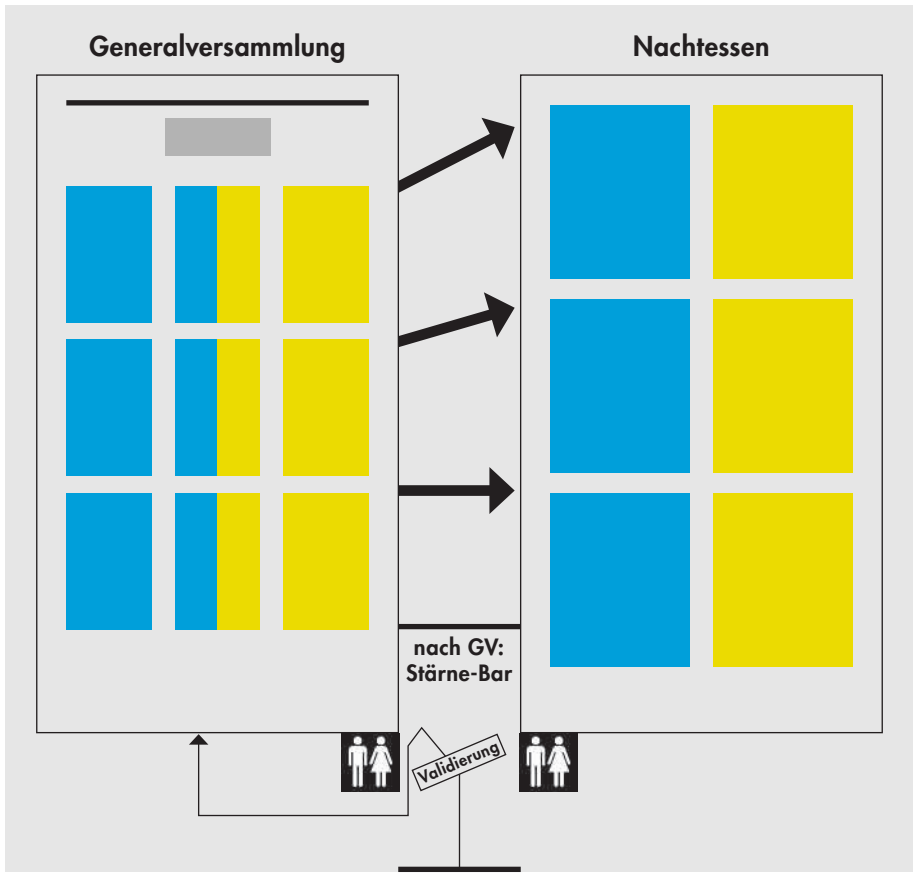 Generalversammlung
Nachtessen
nach GV:
Stärne-Bar
Validierung